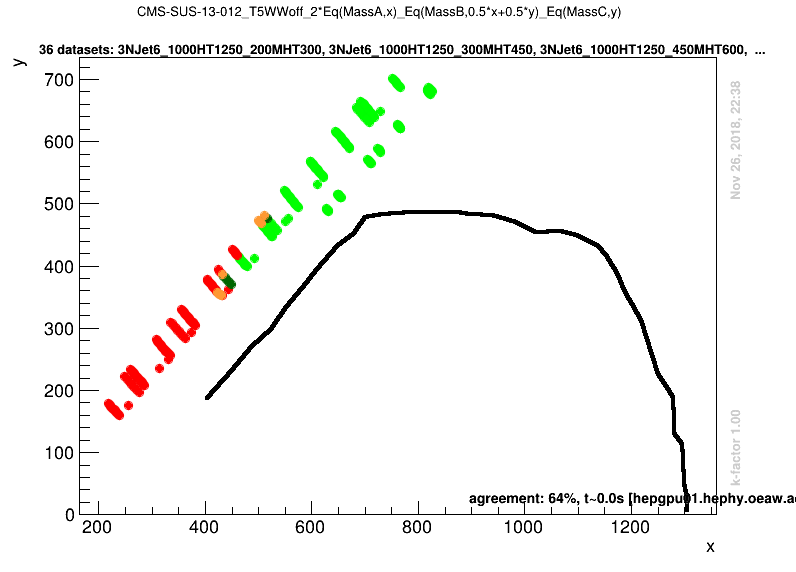 CMS-SUS-13-012_T5WWoff_2*Eq(MassA,x)_Eq(MassB,0.5*x+0.5*y)_Eq(MassC,y)
36 datasets: 3NJet6_1000HT1250_200MHT300, 3NJet6_1000HT1250_300MHT450, 3NJet6_1000HT1250_450MHT600, ...
y
700
600
500
400
300
200
100
0
Nov 26, 2018, 22:38
k-factor 1.00
agreement: 64%, t~0.0s [hepgpu01.hephy.oeaw.a
200 400 600 800 1000 1200
x